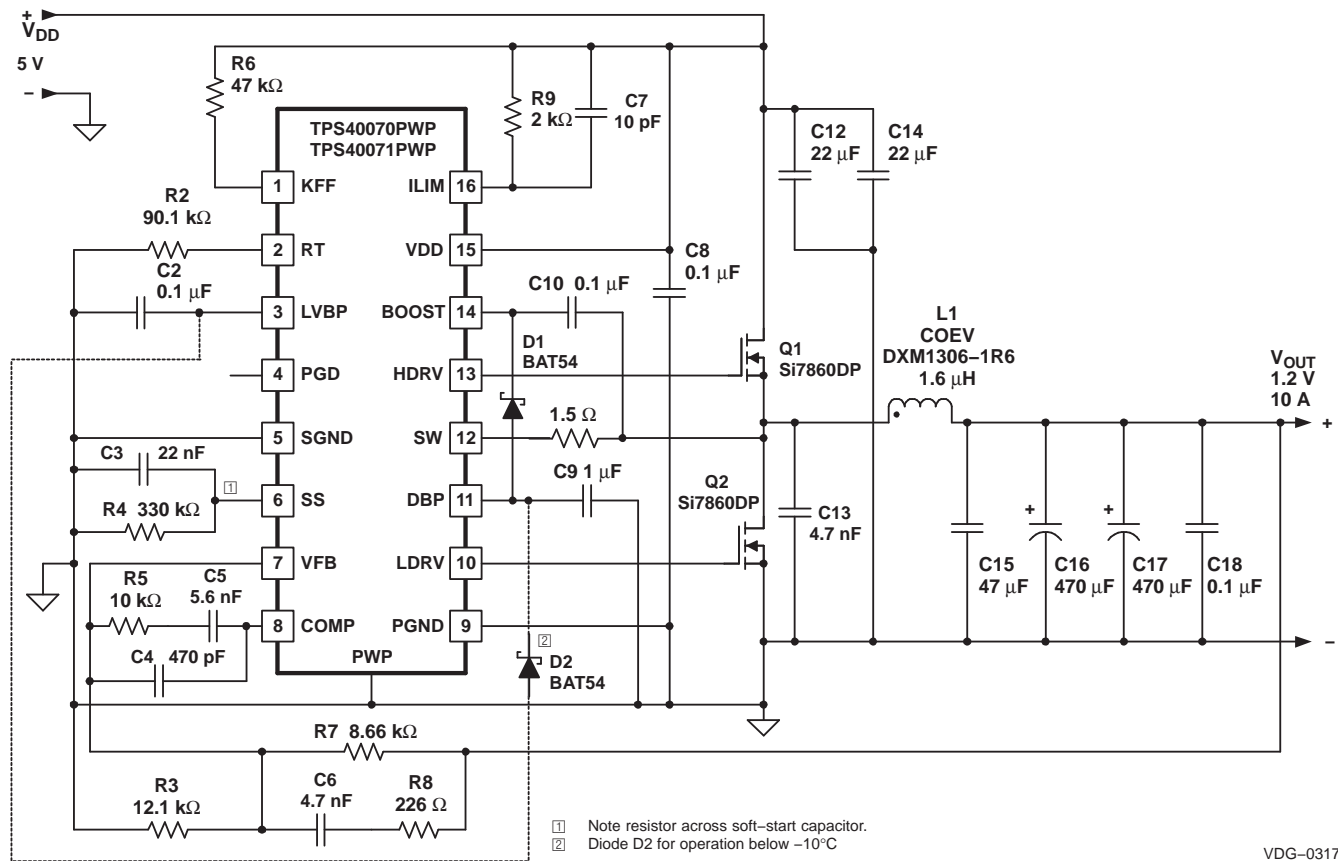 +
VDD
5 V
−
R6
47 kΩ
TPS40070PWP
TPS40071PWP
R9
2 kΩ
C7
10 pF
C12
22 μF
C14
22 μF
1 KFF
ILIM 16
R2
90.1 kΩ
2 RT
VDD 15
C8
0.1 μF
C2
0.1 μF
C10 0.1 μF
3 LVBP
BOOST 14
D1
BAT54
L1
COEV
DXM1306−1R6
1.6 μH
Q1
Si7860DP
VOUT
1.2 V
10 A
4 PGD
HDRV 13
1.5 Ω
+
5 SGND
SW 12
C3 22 nF
C9 1 μF
Q2
Si7860DP
1
6 SS
DBP 11
R4 330 kΩ
C13
4.7 nF
+
+
7 VFB
LDRV 10
C15
47 μF
C16
470 μF
C17
470 μF
C18
0.1 μF
R5
10 kΩ
C5
5.6 nF
8 COMP
PGND 9
2
−
C4 470 pF
PWP
D2
BAT54
R7 8.66 kΩ
R3
12.1 kΩ
C6
4.7 nF
R8
226 Ω
1 Note resistor across soft−start capacitor.
2 Diode D2 for operation below −10°C
VDG−0317